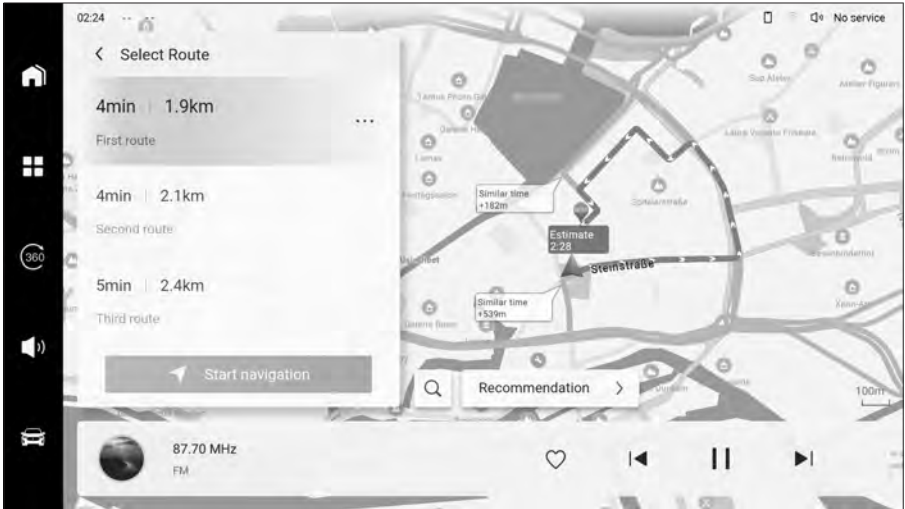 02:24
No service
Select Route
4min | 1.9km
First route
4min | 2.1km
Second route
5min | 2.4km
Third route
Start navigation
Similar time
+182m
Estimate
2:28
Steinstraße
Similar time
+539m
Spitalerstraße
360
Recommendation
100m
87.70 MHz
FM